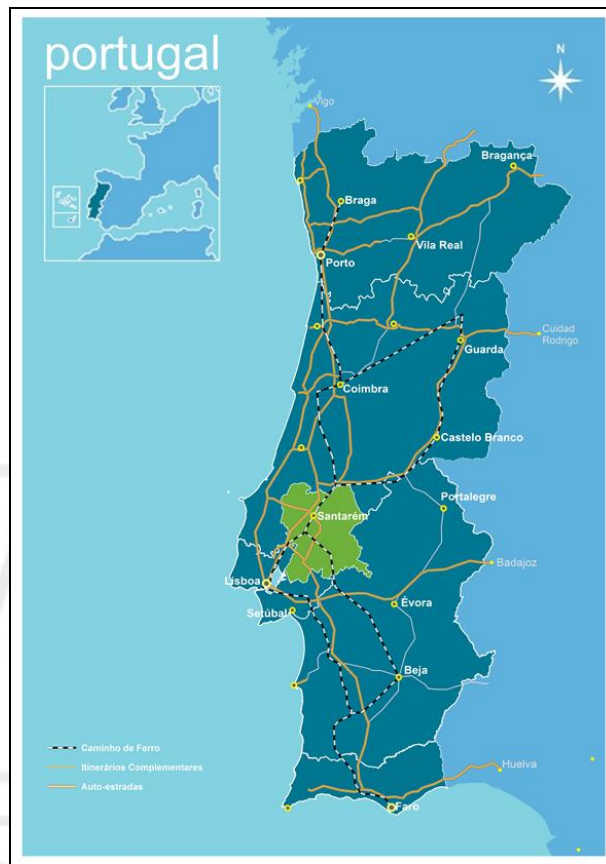 portugal
N
Vigo
Bragança
Braga
Vila Real
Porto
Cuidad
Rodrigo
Guarda
Coimbra
Castelo Branco
Portalegre
Santarém
Badajoz
Lisboa
Évora
Setúbal
Beja
Caminho de Ferro
Itinerários Complementares
Huelva
Auto-estradas
Faro